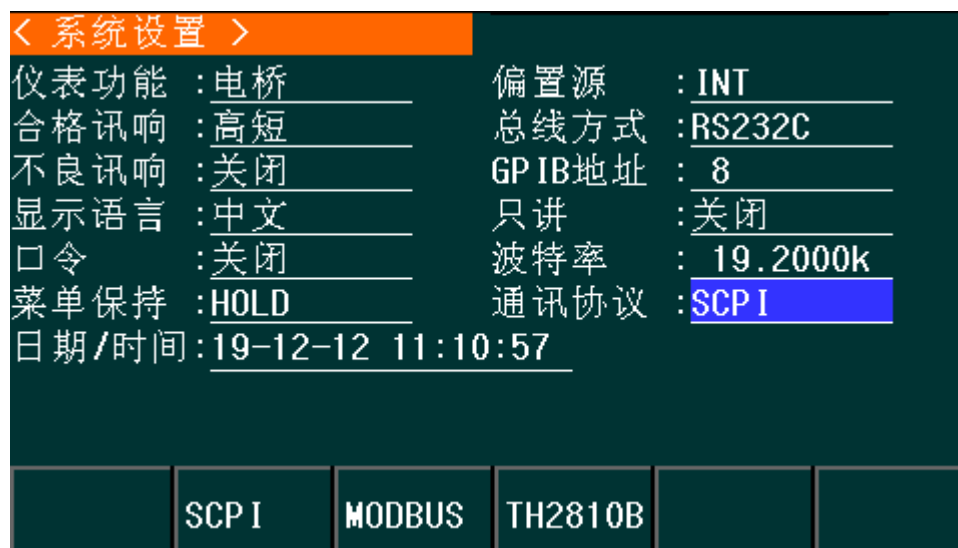 < 系统设置 >
仪表功能 :电桥 偏置源 : INT
合格讯响 :高短 总线方式 :RS232C
不良讯响 :关闭 GPIB地址 : 8
显示语言 :中文 只讲 :关闭
口令 :关闭 波特率 : 19.2000k
菜单保持 :HOLD 通讯协议 :SCPI
日期/时间:19-12-12 11:10:57
SCPI MODBUS TH2810B